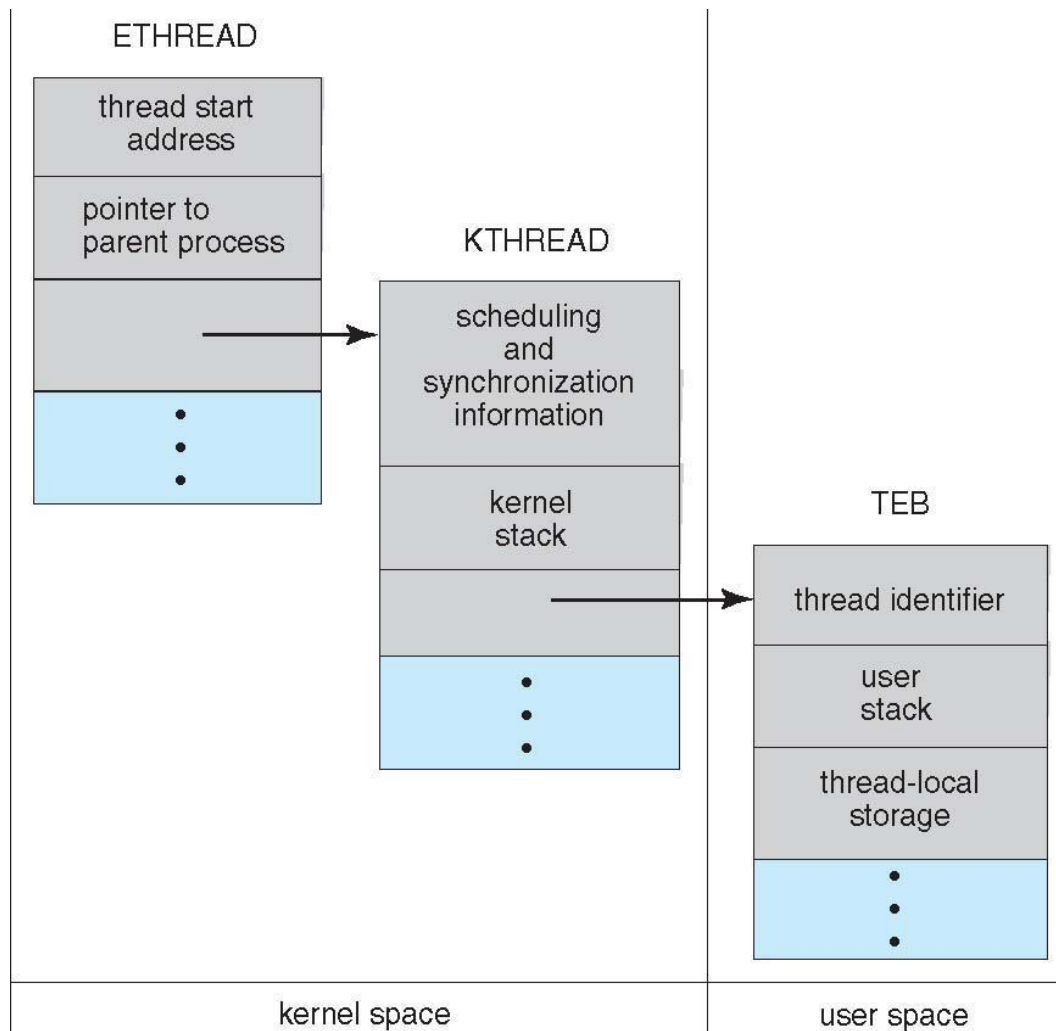 ETHREAD
thread start
address
pointer to
parent process
KTHREAD
scheduling
and
synchronization
information
kernel
stack
TEB
thread identifier
user
stack
thread-local
storage
kernel space
user space